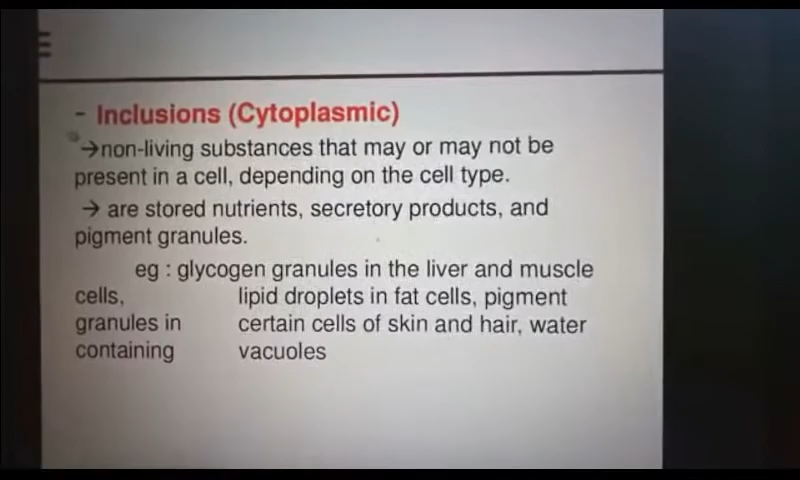 - Inclusions (Cytoplasmic)
→non-living substances that may or may not be
present in a cell, depending on the cell type.
→ are stored nutrients, secretory products, and
pigment granules.
eg : glycogen granules in the liver and muscle
cells, lipid droplets in fat cells, pigment
granules in certain cells of skin and hair, water
containing vacuoles